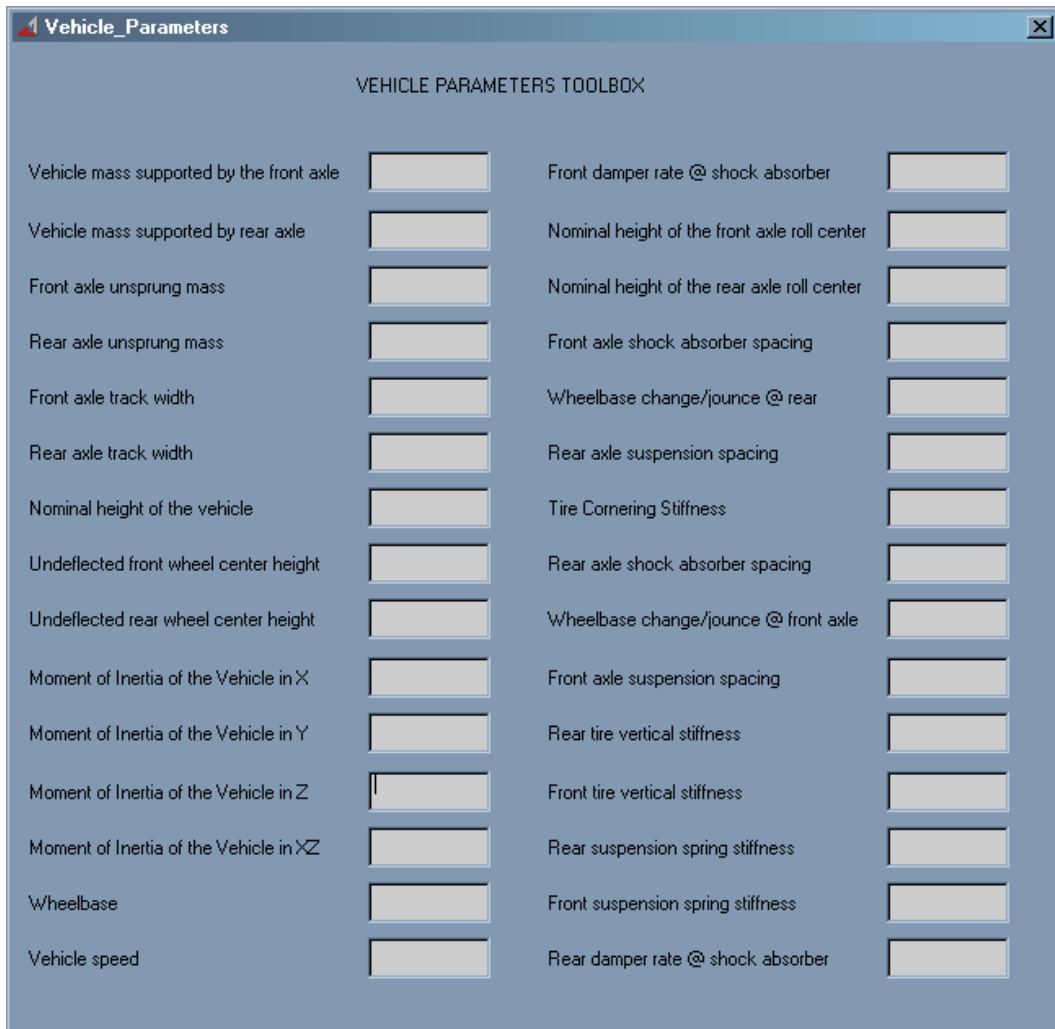 Vehicle_Parameters
VEHICLE PARAMETERS TOOLBOX
Vehicle mass supported by the front axle
Vehicle mass supported by rear axle
Front axle unsprung mass
Rear axle unsprung mass
Front axle track width
Rear axle track width
Nominal height of the vehicle
Undeflected front wheel center height
Undeflected rear wheel center height
Moment of Inertia of the Vehicle in X
Moment of Inertia of the Vehicle in Y
Moment of Inertia of the Vehicle in Z
Moment of Inertia of the Vehicle in XZ
Wheelbase
Vehicle speed
Front damper rate @ shock absorber
Nominal height of the front axle roll center
Nominal height of the rear axle roll center
Front axle shock absorber spacing
Wheelbase change/jounce @ rear
Rear axle suspension spacing
Tire Cornering Stiffness
Rear axle shock absorber spacing
Wheelbase change/jounce @ front axle
Front axle suspension spacing
Rear tire vertical stiffness
Front tire vertical stiffness
Rear suspension spring stiffness
Front suspension spring stiffness
Rear damper rate @ shock absorber